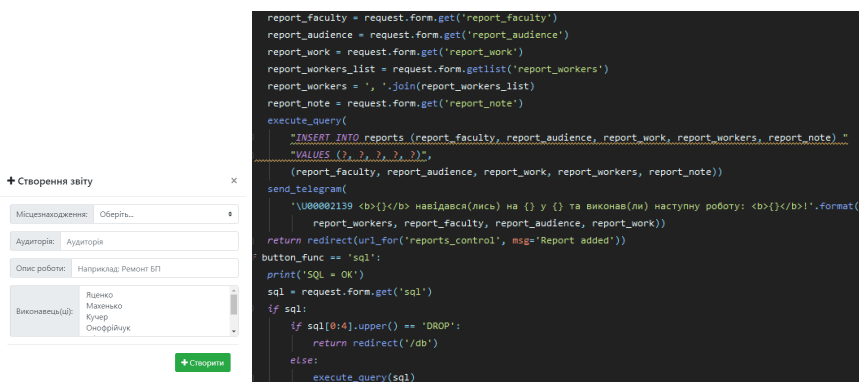 + Створення звіту ×
Місцезнаходження: Оберіть...
Аудиторія: Аудиторія
Опис роботи: Наприклад: Ремонт БП
Виконавець(ці):
Яценко
Махенько
Кучер
Онофрійчук
+ Створити
report_faculty = request.form.get('report_faculty')
report_audience = request.form.get('report_audience')
report_work = request.form.get('report_work')
report_workers_list = request.form.getlist('report_workers')
report_workers = ', '.join(report_workers_list)
report_note = request.form.get('report_note')
execute_query(
"INSERT INTO reports (report_faculty, report_audience, report_work, report_workers, report_note) "
"VALUES (?, ?, ?, ?, ?)",
(report_faculty, report_audience, report_work, report_workers, report_note))
send_telegram(
'\U00002139 <b>{}</b> навідався(лись) на {} у {} та виконав(ли) наступну роботу: <b>{}</b>!'.format(
report_workers, report_faculty, report_audience, report_work))
return redirect(url_for('reports_control', msg='Report added'))
button_func == 'sql':
print('SQL = OK')
sql = request.form.get('sql')
if sql:
if sql[0:4].upper() == 'DROP':
return redirect('/db')
else:
execute_query(sql)